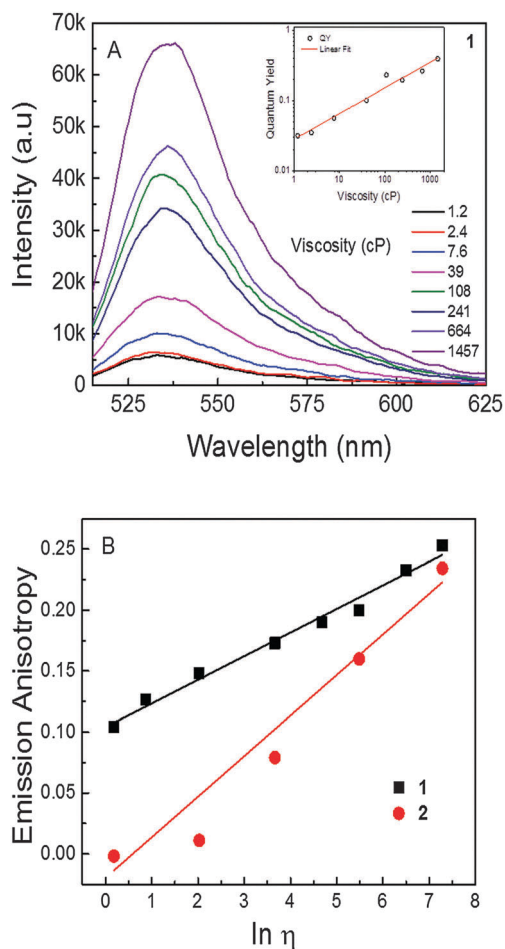 A
1
70k
60k
50k
40k
30k
20k
10k
0
Intensity (a.u)
525
550
575
600
625
Wavelength (nm)
QY
Linear Fit
Quantum Yield
1
0.1
0.01
1
10
100
1000
Viscosity (cP)
Viscosity (cP)
1.2
2.4
7.6
39
108
241
664
1457
B
Emission Anisotropy
0.25
0.20
0.15
0.10
0.05
0.00
0
1
2
3
4
5
6
7
8
ln η
1
2